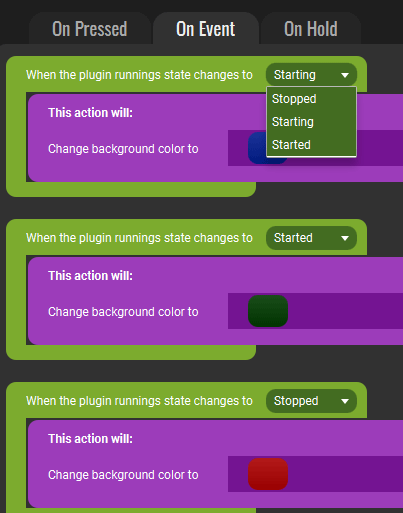 On Pressed On Event On Hold
When the plugin runnings state changes to Starting
Stopped
Starting
Started
This action will:
Change background color to
When the plugin runnings state changes to Started
This action will:
Change background color to
When the plugin runnings state changes to Stopped
This action will:
Change background color to